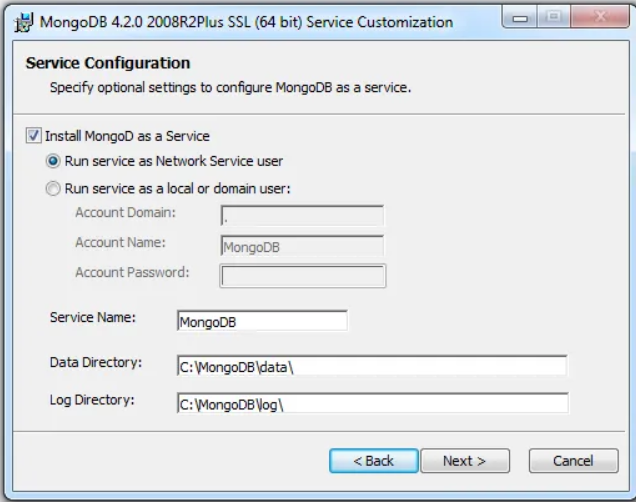 MongoDB 4.2.0 2008R2Plus SSL (64 bit) Service Customization
Service Configuration
Specify optional settings to configure MongoDB as a service.
Install MongoD as a Service
Run service as Network Service user
Run service as a local or domain user:
Account Domain: .
Account Name: MongoDB
Account Password:
Service Name: MongoDB
Data Directory: C:\MongoDB\data\
Log Directory: C:\MongoDB\log\
< Back Next > Cancel